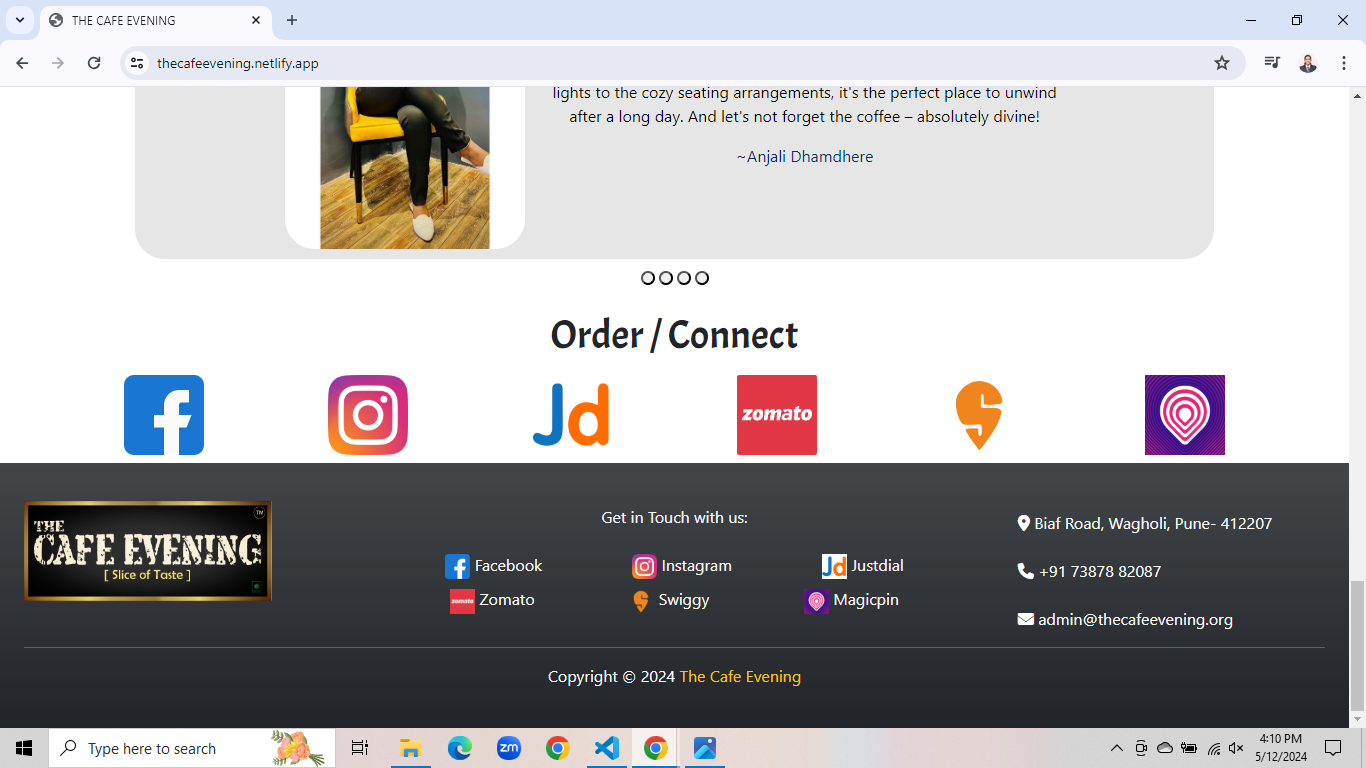 THE CAFE EVENING
thecafeevening.netlify.app
lights to the cozy seating arrangements, it's the perfect place to unwind
after a long day. And let's not forget the coffee – absolutely divine!
~Anjali Dhamdhere
Order / Connect
Jd
zomato
THE
CAFE EVENING
[ Slice of Taste ]
TM
Get in Touch with us:
Facebook
Instagram
Jd Justdial
zomato Zomato
Swiggy
Magicpin
Biaf Road, Wagholi, Pune- 412207
+91 73878 82087
admin@thecafeevening.org
Copyright © 2024 The Cafe Evening
Type here to search
zm
4:10 PM
5/12/2024